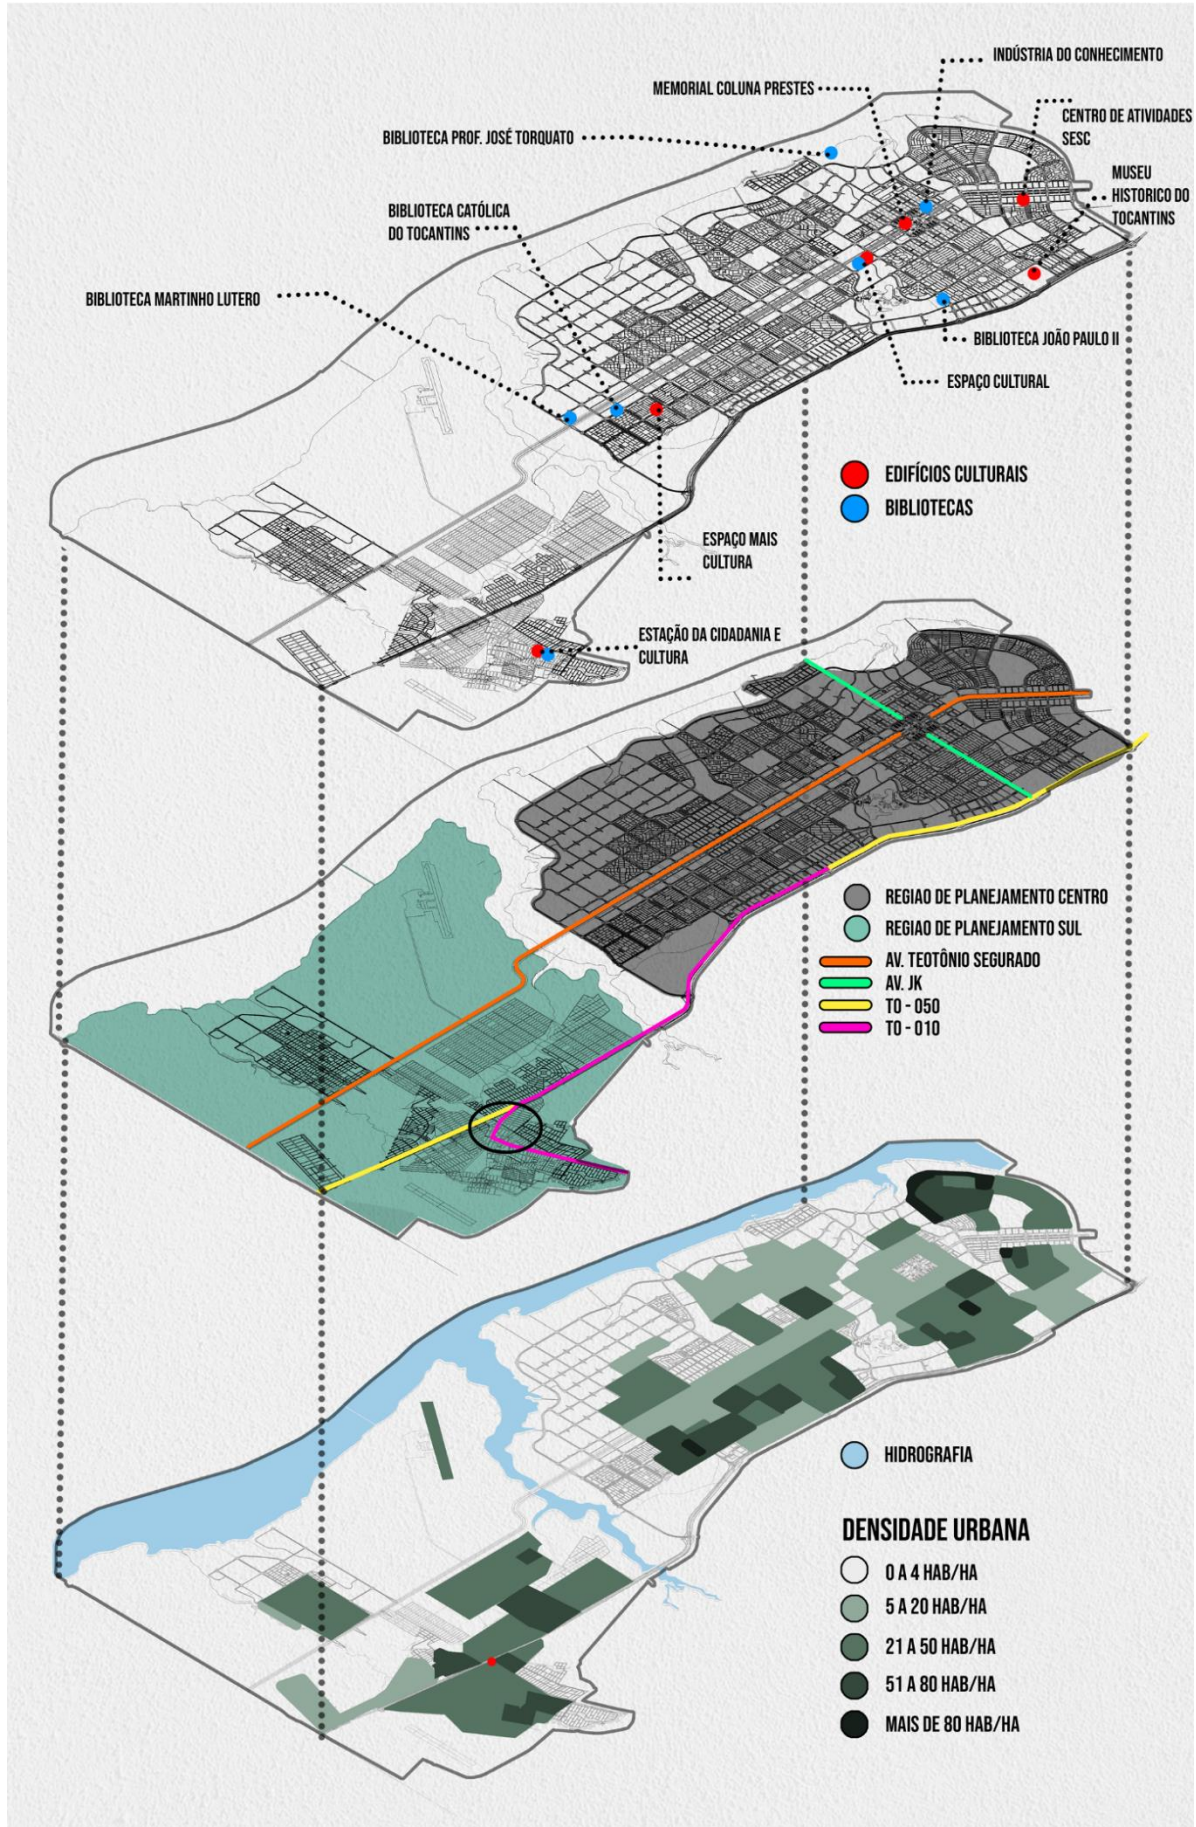 INDÚSTRIA DO CONHECIMENTO
MEMORIAL COLUNA PRESTES
CENTRO DE ATIVIDADES
SESC
BIBLIOTECA PROF. JOSÉ TORQUATO
MUSEU
HISTORICO DO
TOCANTINS
BIBLIOTECA CATÓLICA
DO TOCANTINS
BIBLIOTECA MARTINHO LUTERO
BIBLIOTECA JOÃO PAULO II
ESPAÇO CULTURAL
EDIFÍCIOS CULTURAIS
BIBLIOTECAS
ESPAÇO MAIS
CULTURA
ESTAÇÃO DA CIDADANIA E
CULTURA
REGIAO DE PLANEJAMENTO CENTRO
REGIAO DE PLANEJAMENTO SUL
AV. TEOTÔNIO SEGURADO
AV. JK
TO - 050
TO - 010
HIDROGRAFIA
DENSIDADE URBANA
0 A 4 HAB/HA
5 A 20 HAB/HA
21 A 50 HAB/HA
51 A 80 HAB/HA
MAIS DE 80 HAB/HA